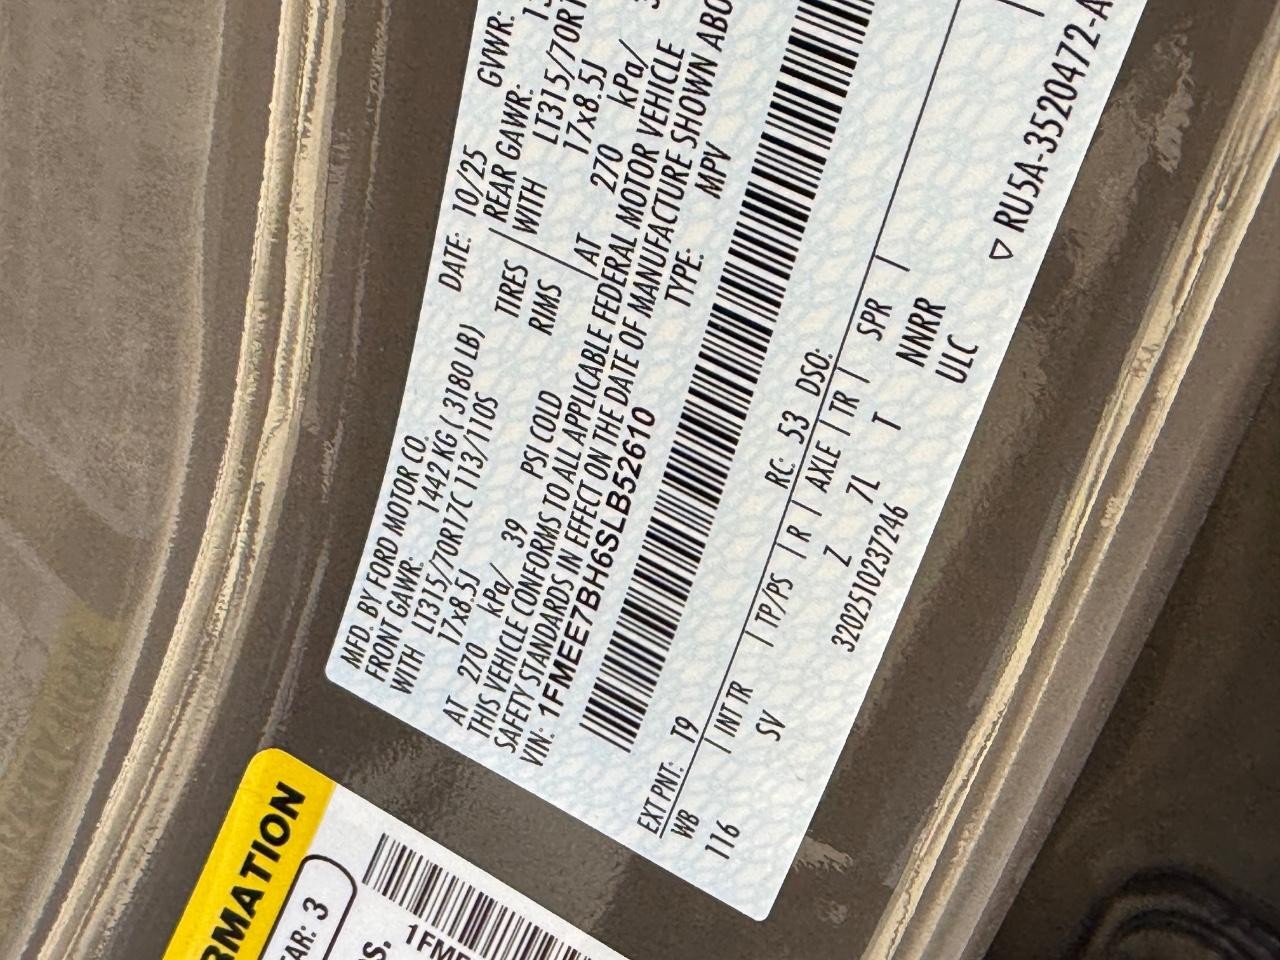 MFD. BY FORD MOTOR CO. DATE: 10/25 GVWR:
FRONT GAWR: 1442 KG ( 3180 LB) REAR GAWR:
WITH LT315/70R17C 113/110S TIRES WITH LT315/70R17
17x8.5J RIMS 17x8.5J
AT 270 kPa/ 39 PSI COLD AT 270 kPa/
THIS VEHICLE CONFORMS TO ALL APPLICABLE FEDERAL MOTOR VEHICLE
SAFETY STANDARDS IN EFFECT ON THE DATE OF MANUFACTURE SHOWN ABO
VIN: 1FMEE7BH6SLB52610 TYPE: MPV
EXT PNT: T9 RC: 53 DSO:
WB | INT TR | TP/PS | R | AXLE | TR | SPR |
116 SV Z 7L T NNRR
3202510237246 ULC
▽ RU5A-3520472-A
RMATION
EAR: 3
S.
1FME